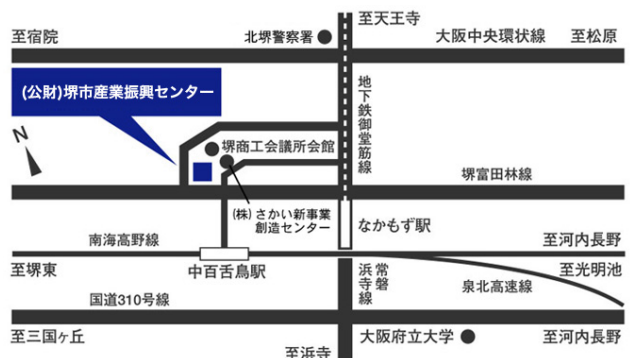 至天王寺
至宿院
北堺警察署
大阪中央環状線
至松原
(公財)堺市産業振興センター
地下鉄御堂筋線
N
堺商工会議所会館
堺富田林線
(株)さかい新事業
創造センター
なかもず駅
南海高野線
至河内長野
至堺東
中百舌鳥駅
常磐
浜寺線
至光明池
泉北高速線
国道310号線
至三国ヶ丘
大阪府立大学
至河内長野
至浜寺